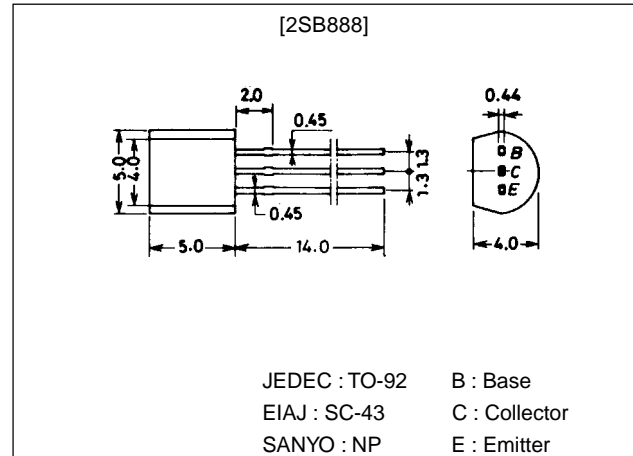 [2SB888]
2.0
0.45
0.44
5.0
4.0
B
C
E
1.3
1.3
0.45
5.0
14.0
4.0
JEDEC : TO-92 B : Base
EIAJ : SC-43 C : Collector
SANYO : NP E : Emitter